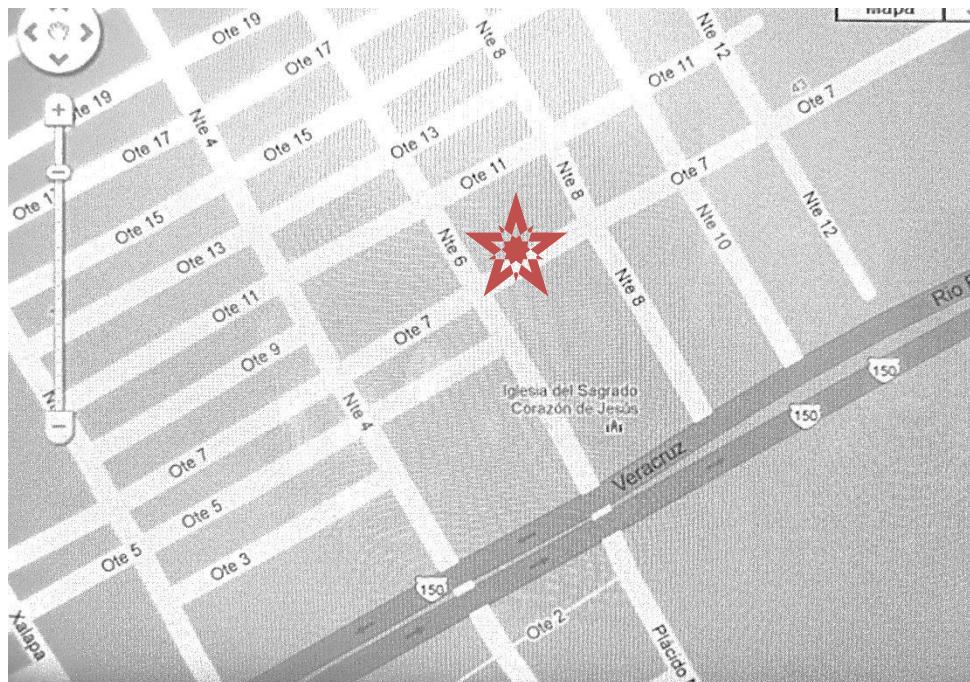 Mapa
Ote 19
Nte 8
Nte 12
Ote 17
Ote 11
43
Ote 7
Ote 19
Nte 4
Ote 17
Ote 15
Ote 13
Ote 11
Nte 8
Ote 7
Ote 17
Ote 15
Ote 13
Nte 6
Nte 10
Nte 12
Ote 11
Nte 8
Ote 7
Río
Ote 9
150
Iglesia del Sagrado
Corazón de Jesús
Nte 4
150
Ote 7
Veracruz
Ote 5
Ote 5
Ote 3
150
Xalapa
Ote 2
Plácido